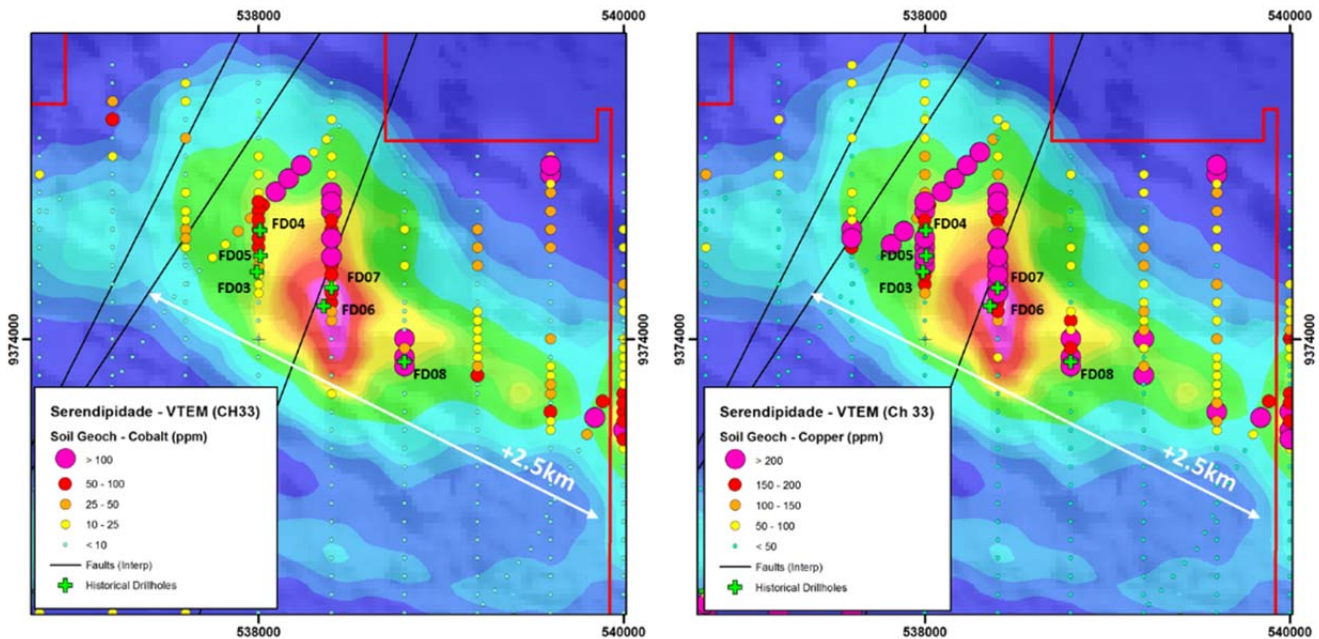 538000
540000
538000
540000
FD04
FD05
FD03
FD07
FD06
FD08
9374000
+2.5km
Serendipidade - VTEM (CH33)
Soil Geoch - Cobalt (ppm)
> 100
50 - 100
25 - 50
10 - 25
< 10
Faults (Interp)
Historical Drillholes
538000
540000
FD04
FD05
FD03
FD07
FD06
FD08
9374000
+2.5km
Serendipidade - VTEM (Ch 33)
Soil Geoch - Copper (ppm)
> 200
150 - 200
100 - 150
50 - 100
< 50
Faults (Interp)
Historical Drillholes
538000
540000